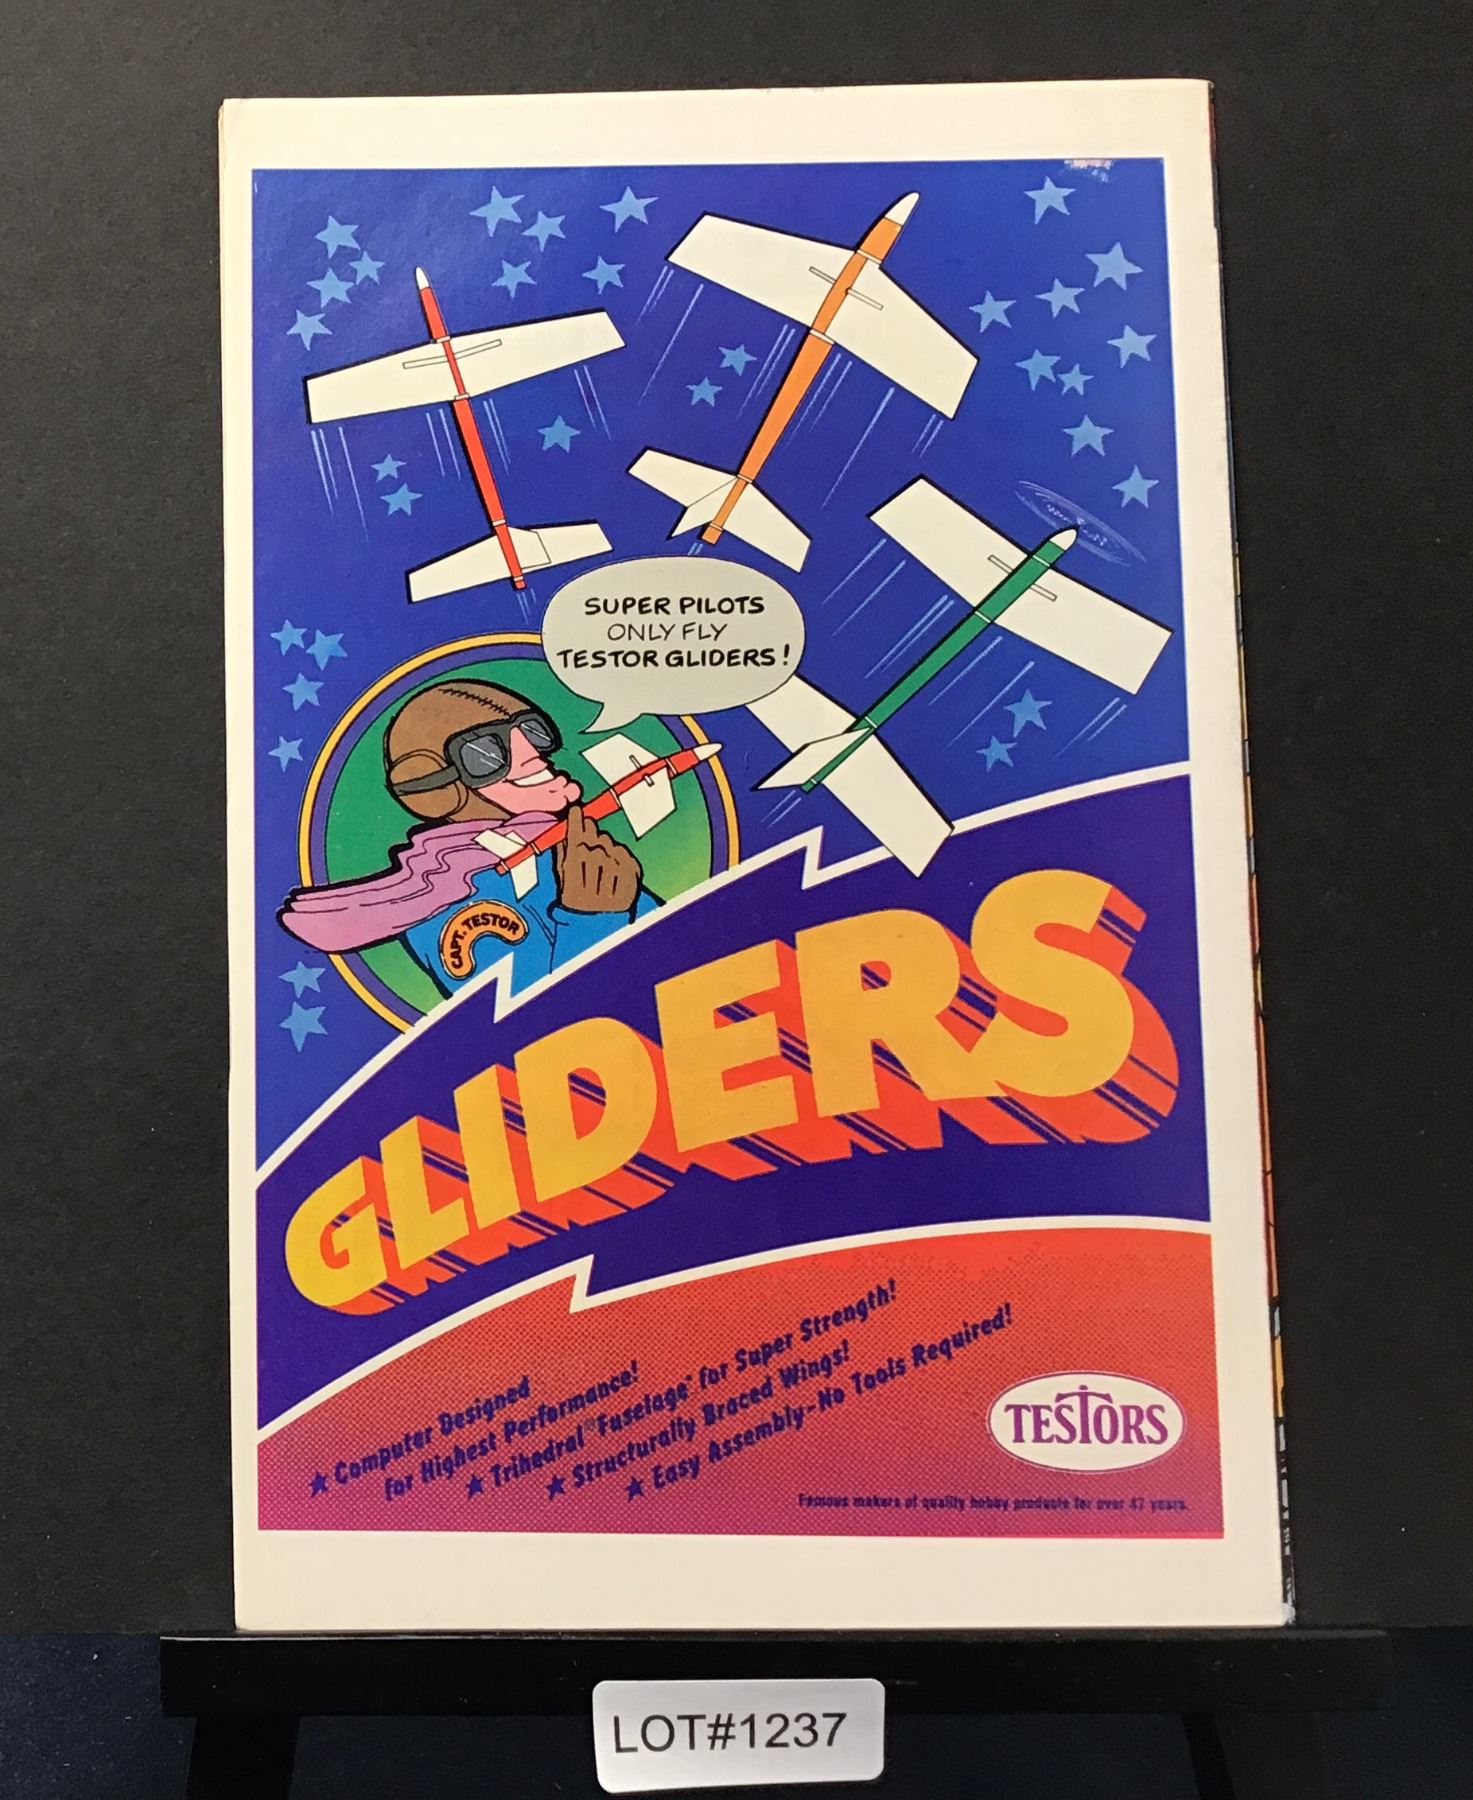 SUPER PILOTS
ONLY FLY
TESTOR GLIDERS!
CAPT. TESTOR
GLIDERS
★ Computer Designed
for Highest Performance!
★ Trihedral® Fuselage for Super Strength!
★ Structurally Braced Wings!
★ Easy Assembly-No Tools Required!
TESTORS
Famous makers of quality hobby products for over 47 years.
LOT#1237